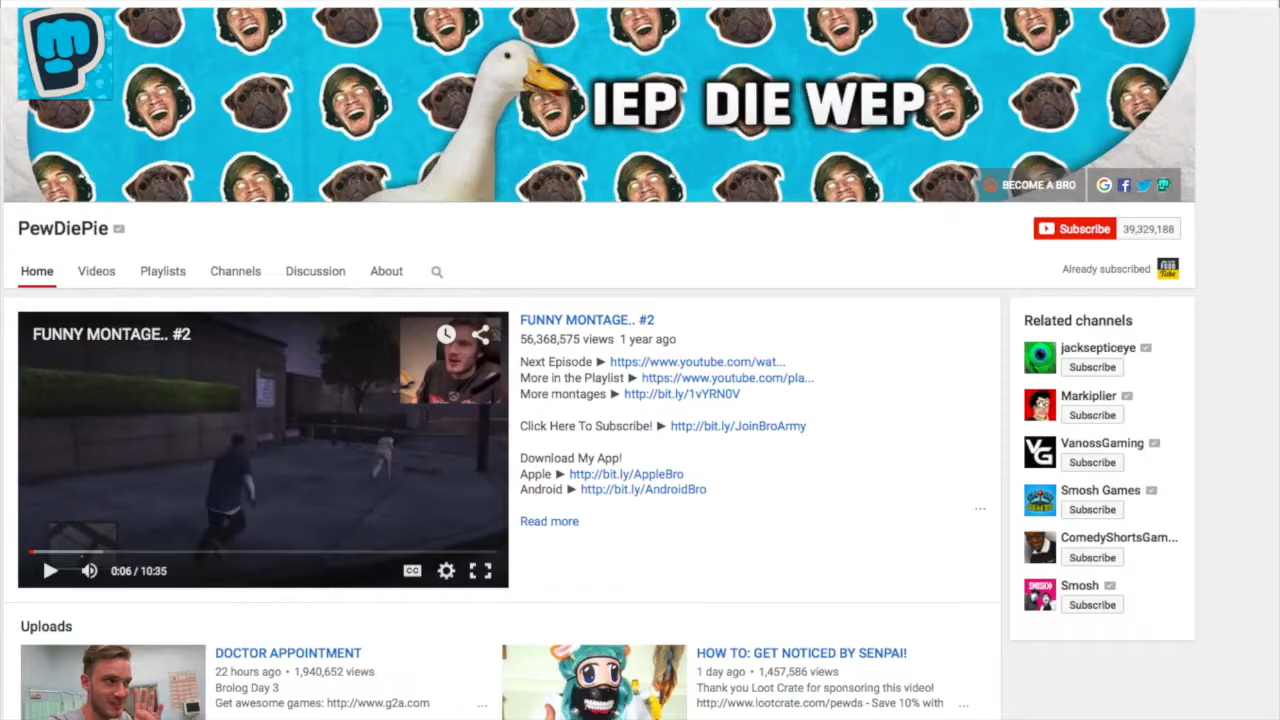 IEP DIE WEP
BECOME A BRO
PewDiePie
Subscribe 39,329,188
Home Videos Playlists Channels Discussion About
Already subscribed
FUNNY MONTAGE.. #2
0:06 / 10:35
CC
FUNNY MONTAGE.. #2
56,368,575 views 1 year ago
Next Episode ► https://www.youtube.com/wat...
More in the Playlist ► https://www.youtube.com/pla...
More montages ► http://bit.ly/1vYRN0V
Click Here To Subscribe! ► http://bit.ly/JoinBroArmy
Download My App!
Apple ► http://bit.ly/AppleBro
Android ► http://bit.ly/AndroidBro
...
Read more
Related channels
jacksepticeye
Subscribe
Markiplier
Subscribe
VG
VanossGaming
Subscribe
Smosh Games
Subscribe
ComedyShortsGam...
Subscribe
SMOSH
Smosh
Subscribe
Uploads
DOCTOR APPOINTMENT
22 hours ago • 1,940,652 views
Brolog Day 3
Get awesome games: http://www.g2a.com ...
HOW TO: GET NOTICED BY SENPAI!
1 day ago • 1,457,586 views
Thank you Loot Crate for sponsoring this video!
http://www.lootcrate.com/pewds - Save 10% with ...